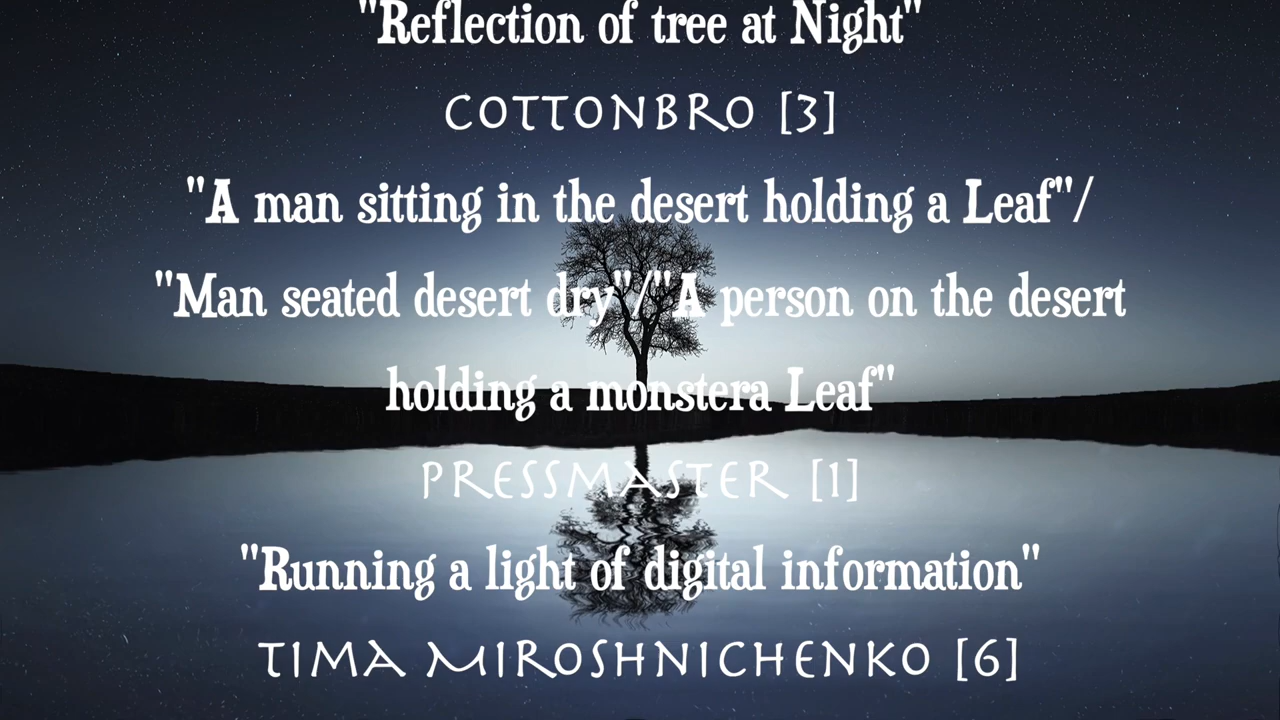 "Reflection of tree at Night"
COTTONBRO [3]
"A man sitting in the desert holding a Leaf"/
"Man seated desert dry"/"A person on the desert
holding a monstera Leaf"
PRESSMASTER [1]
"Running a light of digital information"
TIMA MIROSHNICHENKO [6]